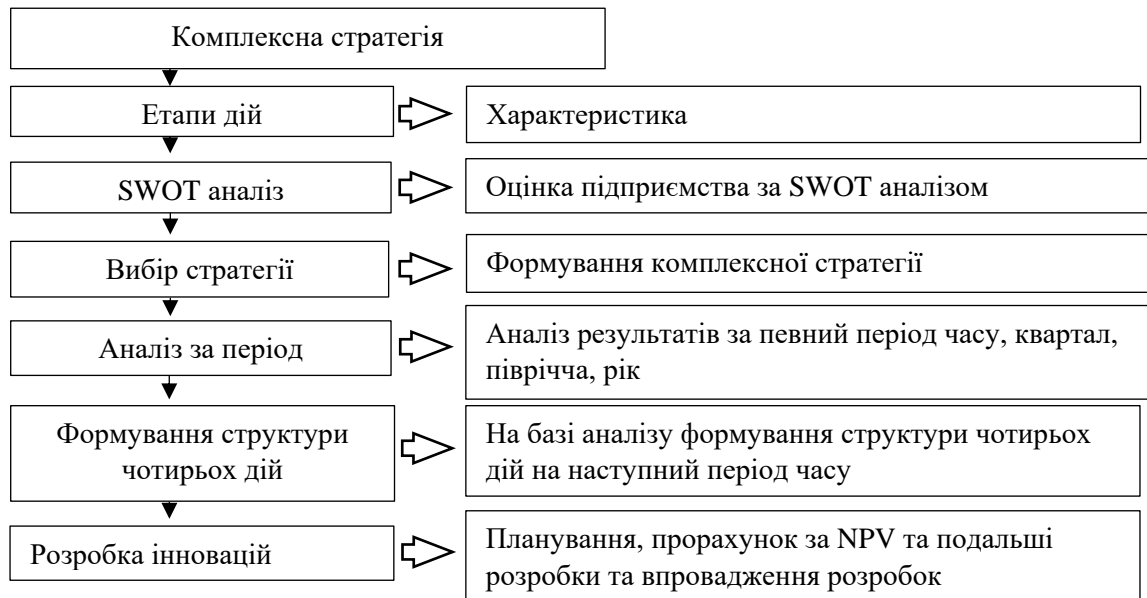 Комплексна стратегія
Етапи дій
Характеристика
SWOT аналіз
Оцінка підприємства за SWOT аналізом
Вибір стратегії
Формування комплексної стратегії
Аналіз за період
Аналіз результатів за певний період часу, квартал,
півріччя, рік
Формування структури
чотирьох дій
На базі аналізу формування структури чотирьох
дій на наступний період часу
Розробка інновацій
Планування, прорахунок за NPV та подальші
розробки та впровадження розробок